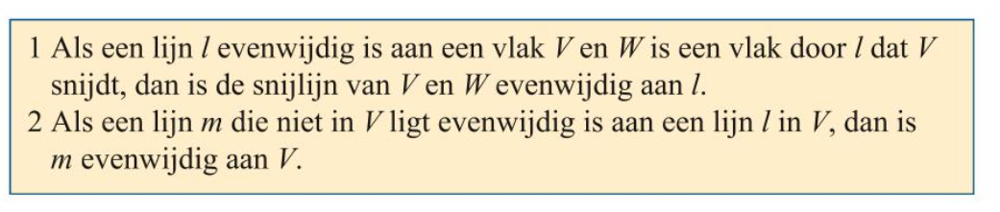 1 Als een lijn l evenwijdig is aan een vlak V en W is een vlak door l dat V
snijdt, dan is de snijlijn van V en W evenwijdig aan l.
2 Als een lijn m die niet in V ligt evenwijdig is aan een lijn l in V, dan is
m evenwijdig aan V.